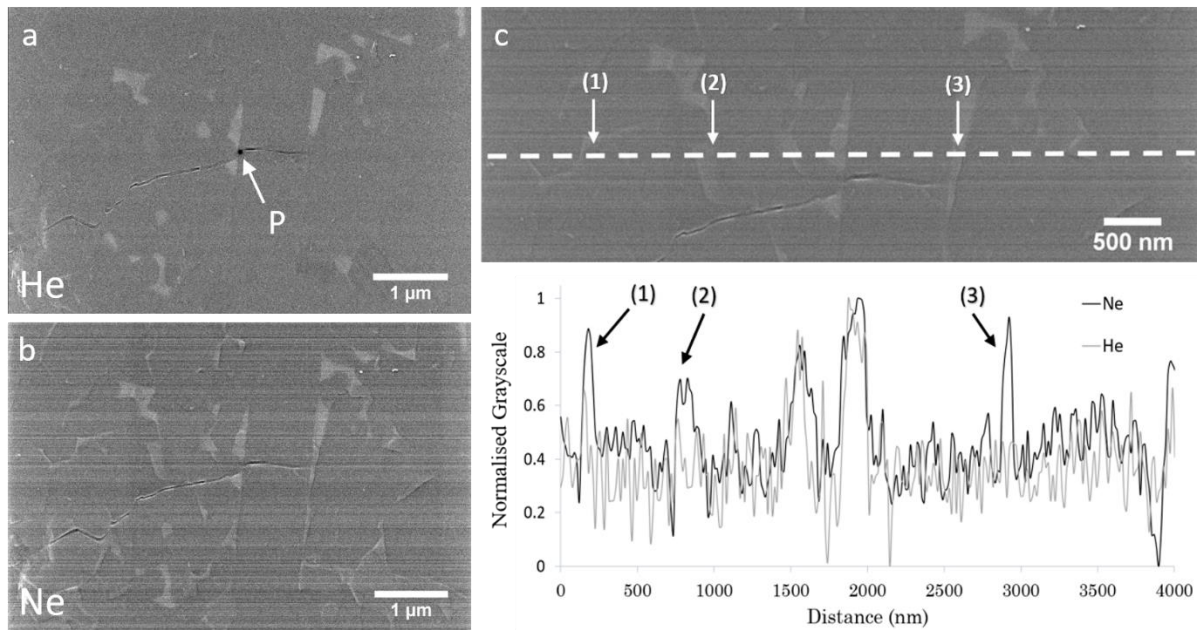 a
P
He
1 μm
b
Ne
1 μm
c
(1)
(2)
(3)
500 nm
Normalised Grayscale
1
0.8
0.6
0.4
0.2
0
(1)
(2)
(3)
Ne
He
0 500 1000 1500 2000 2500 3000 3500 4000
Distance (nm)